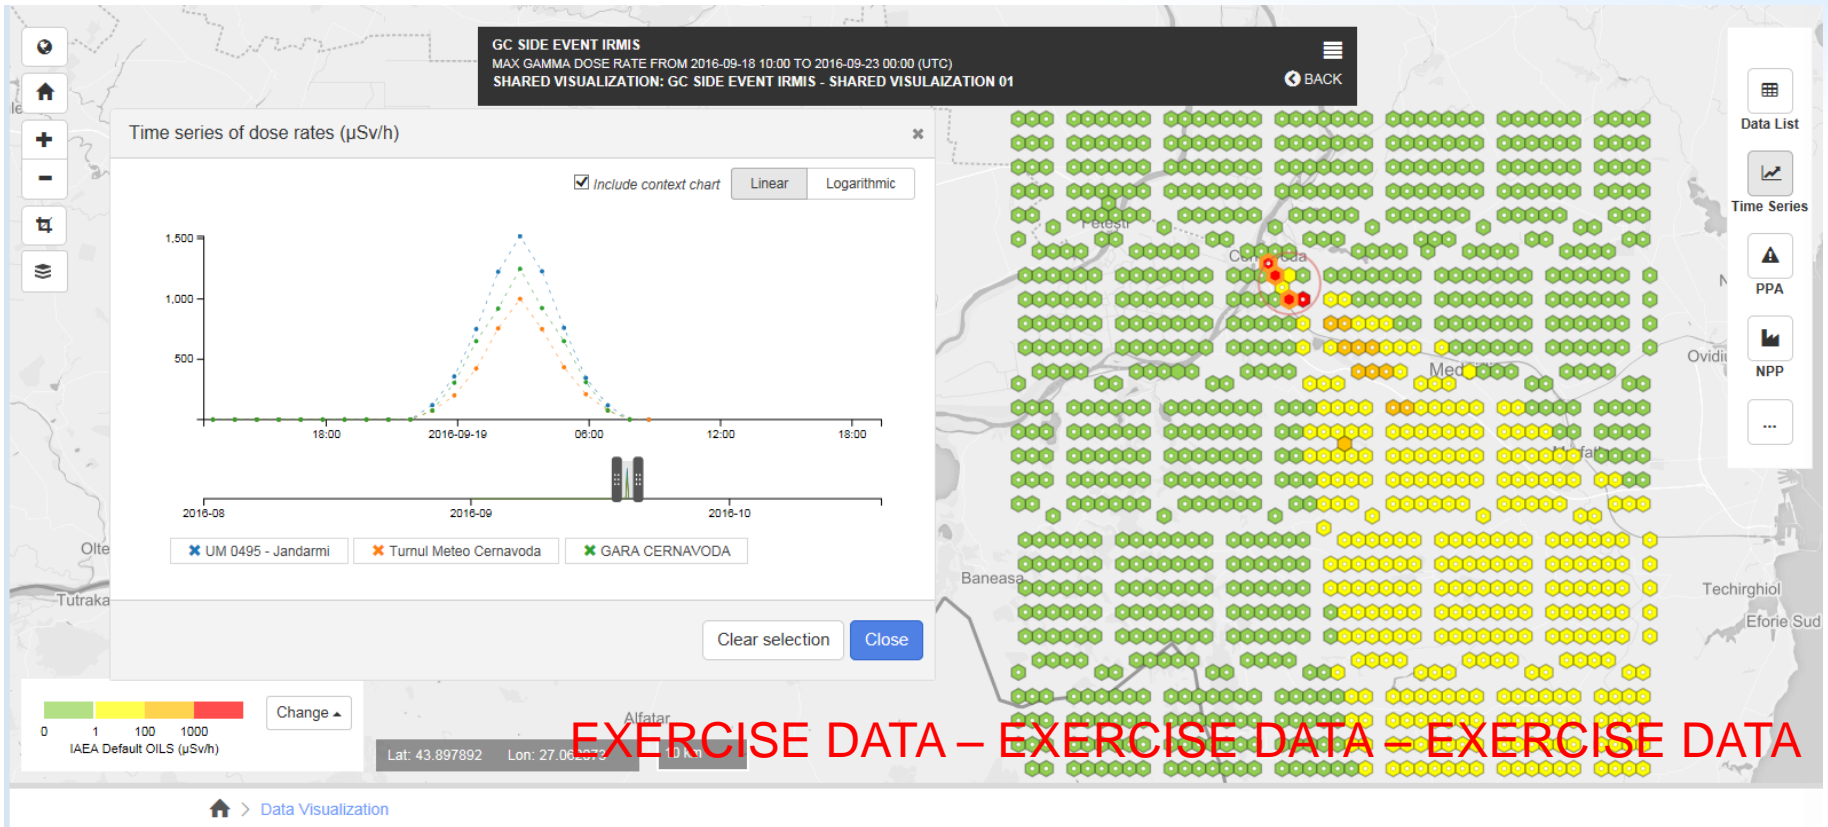 GC SIDE EVENT IRMIS
MAX GAMMA DOSE RATE FROM 2016-09-18 10:00 TO 2016-09-23 00:00 (UTC)
SHARED VISUALIZATION: GC SIDE EVENT IRMIS - SHARED VISULAIZATION 01
BACK
Data List
Time Series
PPA
NPP
...
Time series of dose rates (µSv/h)
Include context chart
Linear
Logarithmic
1,500
1,000
500
18:00
2016-09-19
06:00
12:00
18:00
2016-08
2016-09
2016-10
UM 0495 - Jandarmi
Turnul Meteo Cernavoda
GARA CERNAVODA
Clear selection
Close
Olte
Tutraka
Baneasa
Techirghiol
Eforie Sud
Ovidiu
Alfatar
0
1
100
1000
IAEA Default OILS (µSv/h)
Change
Lat: 43.897892
EXERCISE DATA – EXERCISE DATA – EXERCISE DATA
Data Visualization